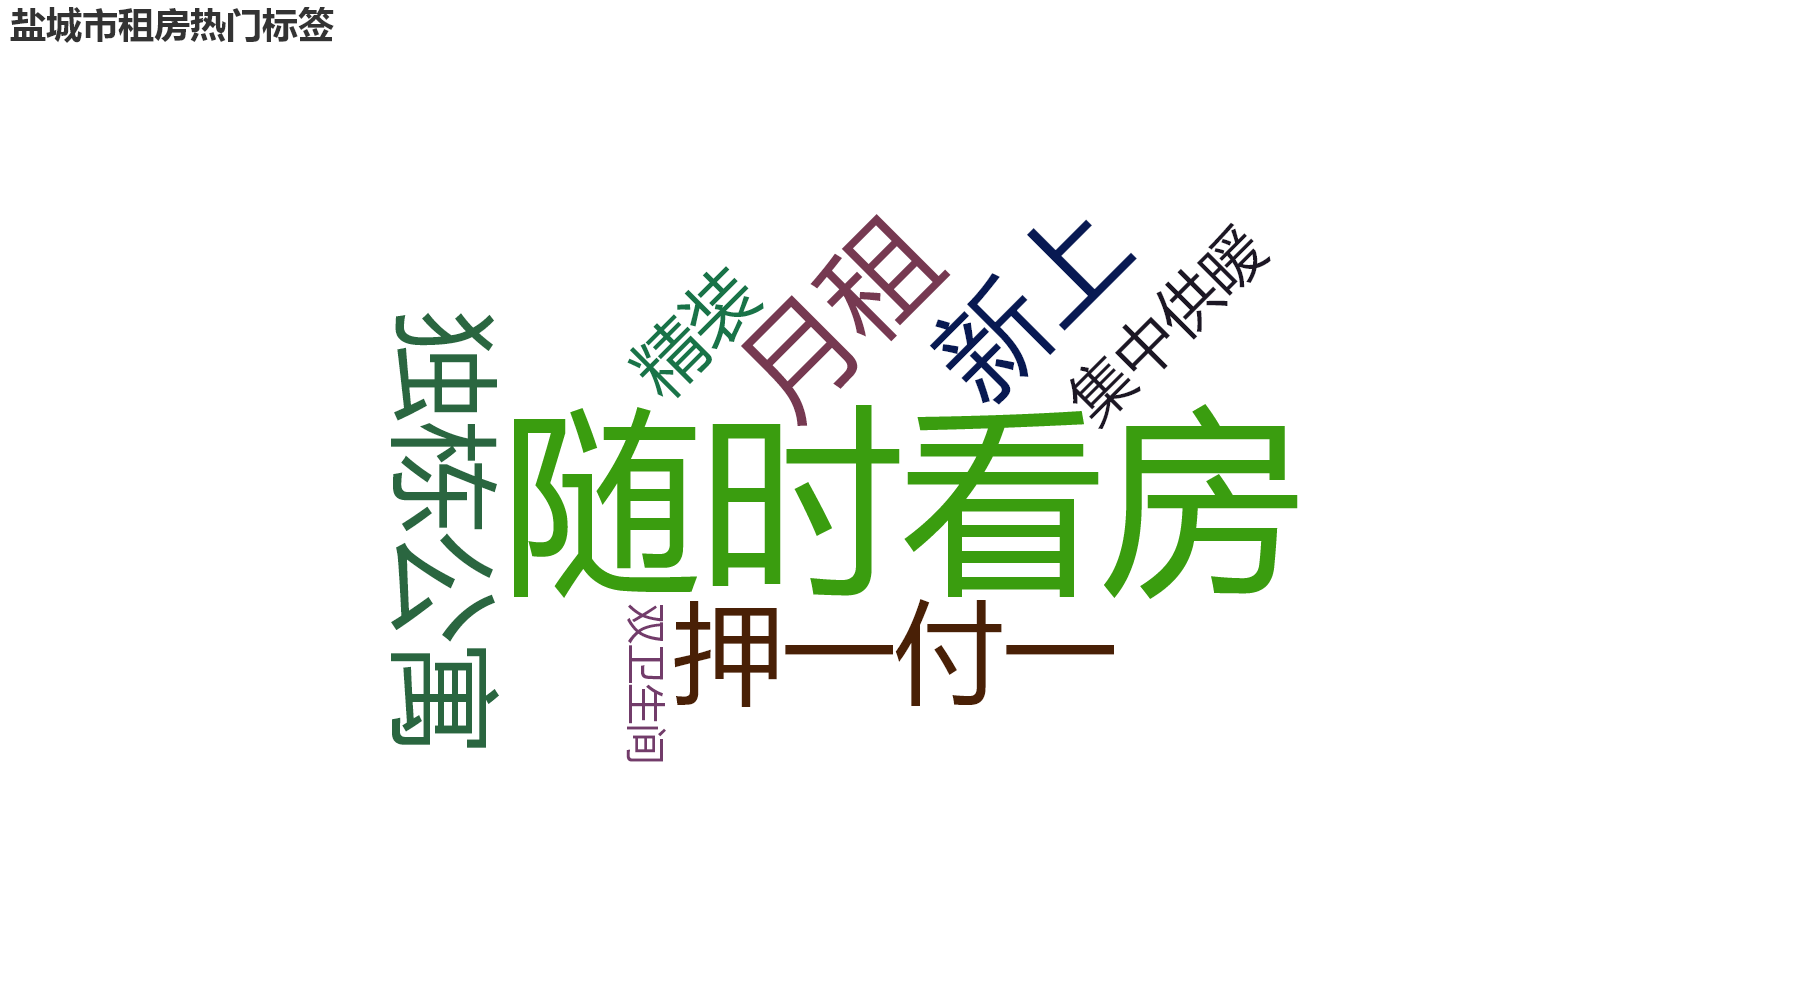 盐城市租房热门标签
月租
新上
集中供暖
精装
独栋公寓
随时看房
押一付一
双卫生间